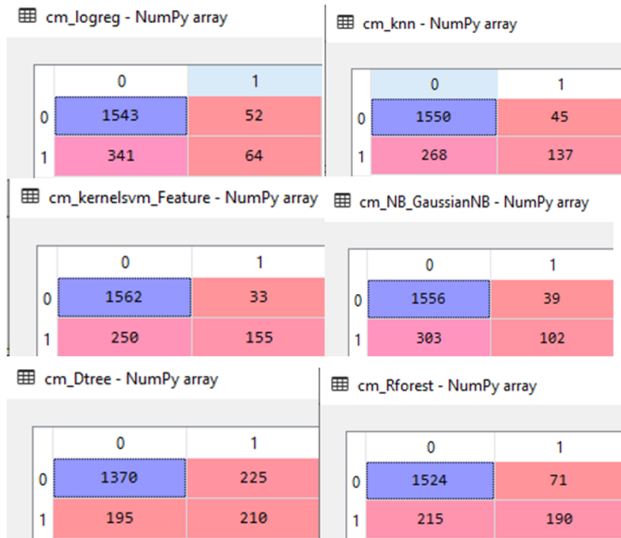 cm_logreg - NumPy array
0 1
0 1543 52
1 341 64
cm_knn - NumPy array
0 1
0 1550 45
1 268 137
cm_kernelsvm_Feature - NumPy array
0 1
0 1562 33
1 250 155
cm_NB_GaussianNB - NumPy array
0 1
0 1556 39
1 303 102
cm_Dtree - NumPy array
0 1
0 1370 225
1 195 210
cm_Rforest - NumPy array
0 1
0 1524 71
1 215 190